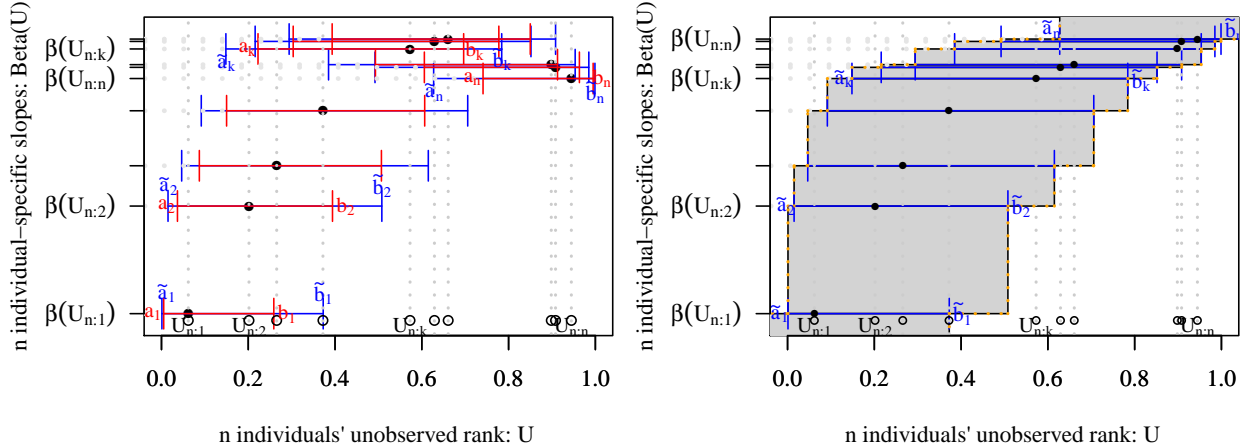 n individual−specific slopes: Beta(U)
β(U_{n:k})
β(U_{n:n})
β(U_{n:2})
β(U_{n:1})
a_k
b_k
ã_k
b̃_k
a_n
b_n
ã_n
b̃_n
ã_2
b̃_2
a_2
b_2
ã_1
b̃_1
a_1
b_1
U_{n:1}
U_{n:2}
U_{n:k}
U_{n:n}
0.0 0.2 0.4 0.6 0.8 1.0
n individuals' unobserved rank: U
n individual−specific slopes: Beta(U)
β(U_{n:n})
β(U_{n:k})
β(U_{n:2})
β(U_{n:1})
ã_n
b̃_n
ã_k
b̃_k
ã_2
b̃_2
ã_1
b̃_1
U_{n:1}
U_{n:2}
U_{n:k}
U_{n:n}
0.0 0.2 0.4 0.6 0.8 1.0
n individuals' unobserved rank: U